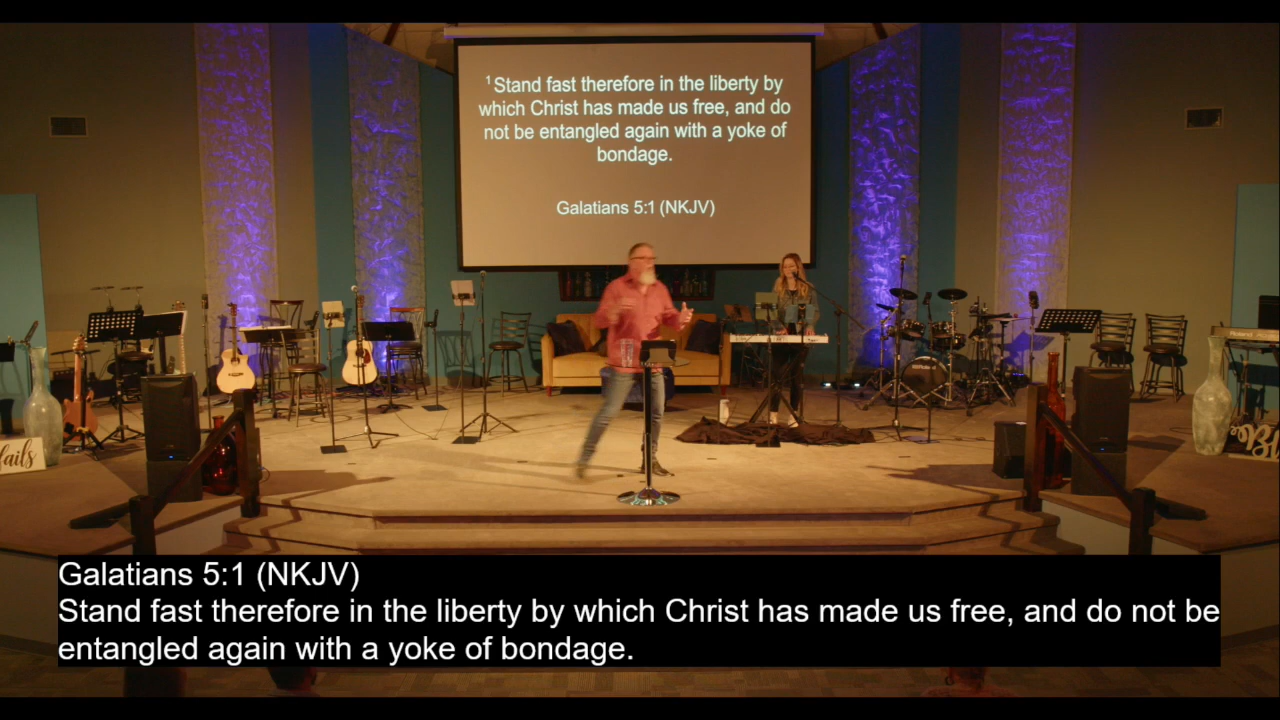 ¹Stand fast therefore in the liberty by
which Christ has made us free, and do
not be entangled again with a yoke of
bondage.
Galatians 5:1 (NKJV)
Roland
fails
Galatians 5:1 (NKJV)
Stand fast therefore in the liberty by which Christ has made us free, and do not be
entangled again with a yoke of bondage.